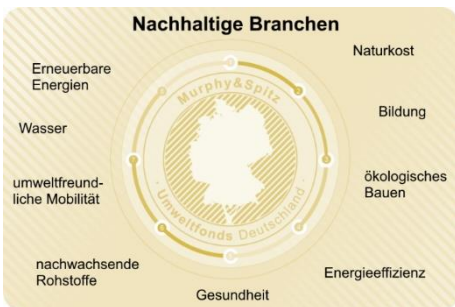 Nachhaltige Branchen
Naturkost
Erneuerbare
Energien
Murphy&Spitz
Bildung
Wasser
ökologisches
Bauen
umweltfreund-
liche Mobilität
· Umweltfonds Deutschland ·
nachwachsende
Rohstoffe
Energieeffizienz
Gesundheit